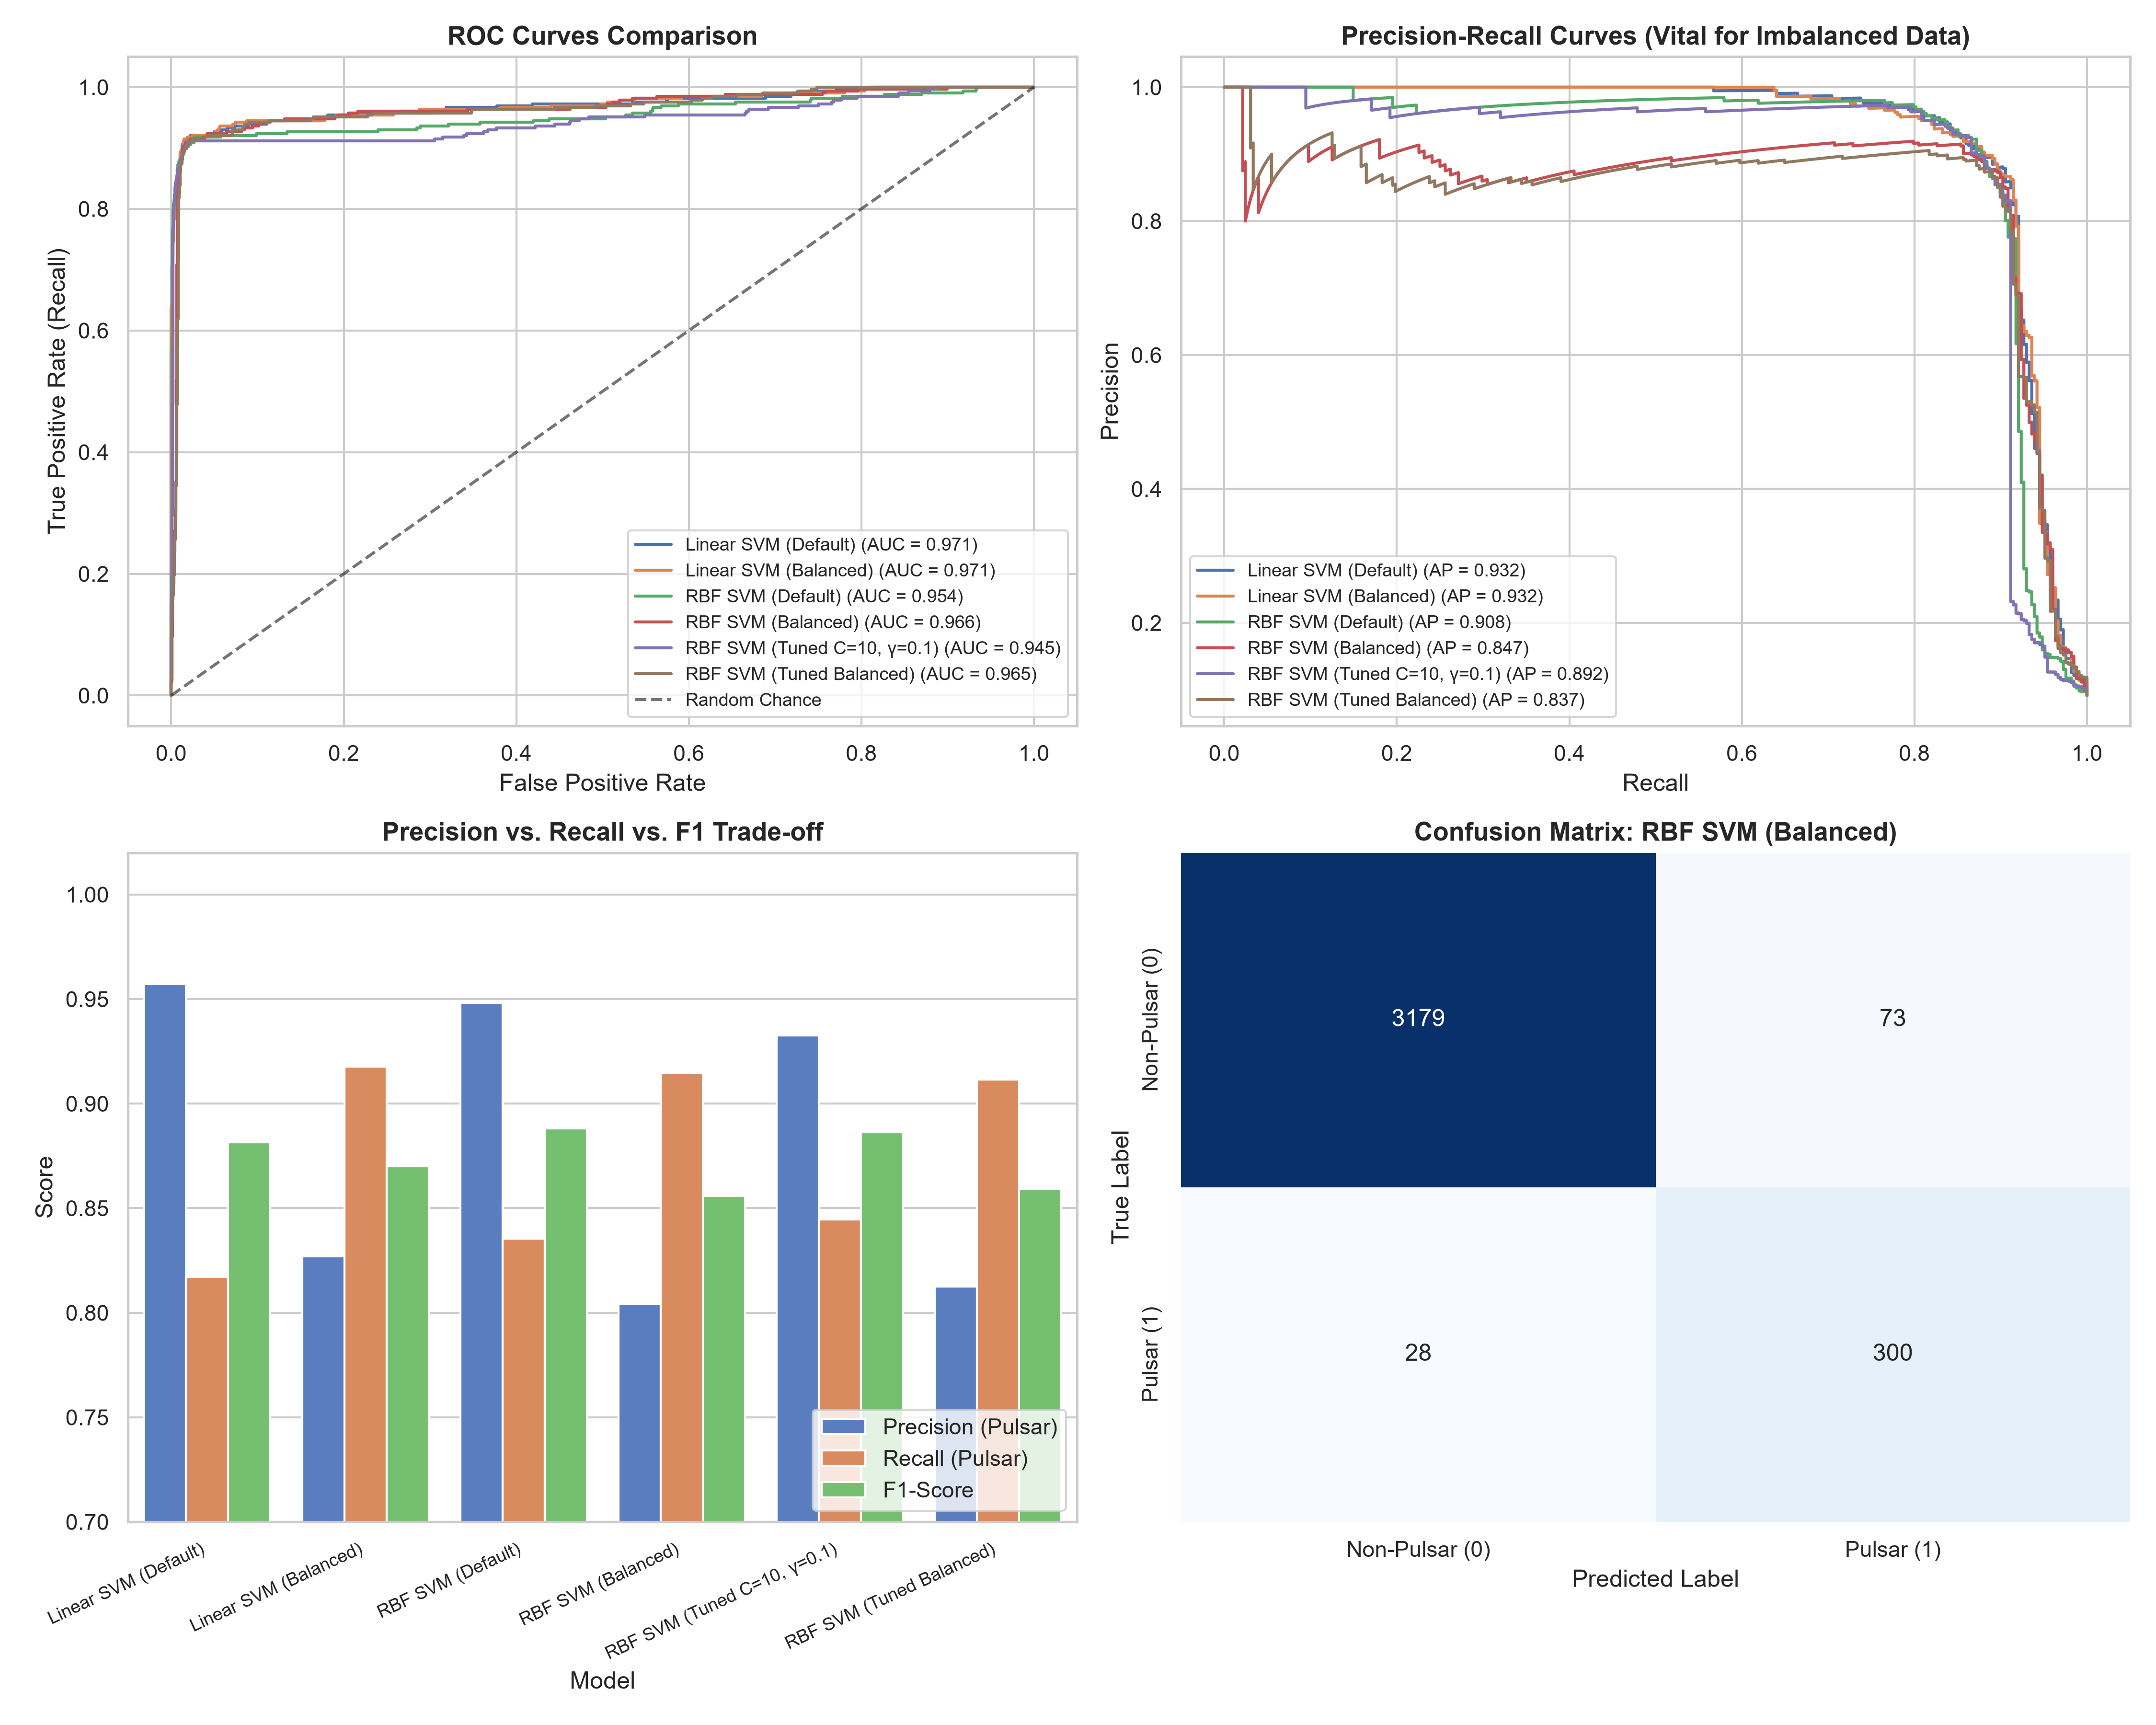 ROC Curves Comparison
1.0
0.8
0.6
0.4
0.2
0.0
True Positive Rate (Recall)
Linear SVM (Default) (AUC = 0.971)
Linear SVM (Balanced) (AUC = 0.971)
RBF SVM (Default) (AUC = 0.954)
RBF SVM (Balanced) (AUC = 0.966)
RBF SVM (Tuned C=10, γ=0.1) (AUC = 0.945)
RBF SVM (Tuned Balanced) (AUC = 0.965)
Random Chance
0.0 0.2 0.4 0.6 0.8 1.0
False Positive Rate
Precision-Recall Curves (Vital for Imbalanced Data)
1.0
0.8
0.6
0.4
0.2
Precision
Linear SVM (Default) (AP = 0.932)
Linear SVM (Balanced) (AP = 0.932)
RBF SVM (Default) (AP = 0.908)
RBF SVM (Balanced) (AP = 0.847)
RBF SVM (Tuned C=10, γ=0.1) (AP = 0.892)
RBF SVM (Tuned Balanced) (AP = 0.837)
0.0 0.2 0.4 0.6 0.8 1.0
Recall
Precision vs. Recall vs. F1 Trade-off
1.00
0.95
0.90
0.85
0.80
0.75
0.70
Score
Precision (Pulsar)
Recall (Pulsar)
F1-Score
Linear SVM (Default)
Linear SVM (Balanced)
RBF SVM (Default)
RBF SVM (Balanced)
RBF SVM (Tuned C=10, γ=0.1)
RBF SVM (Tuned Balanced)
Model
Confusion Matrix: RBF SVM (Balanced)
Non-Pulsar (0)
3179 73
True Label
Pulsar (1)
28 300
Non-Pulsar (0) Pulsar (1)
Predicted Label